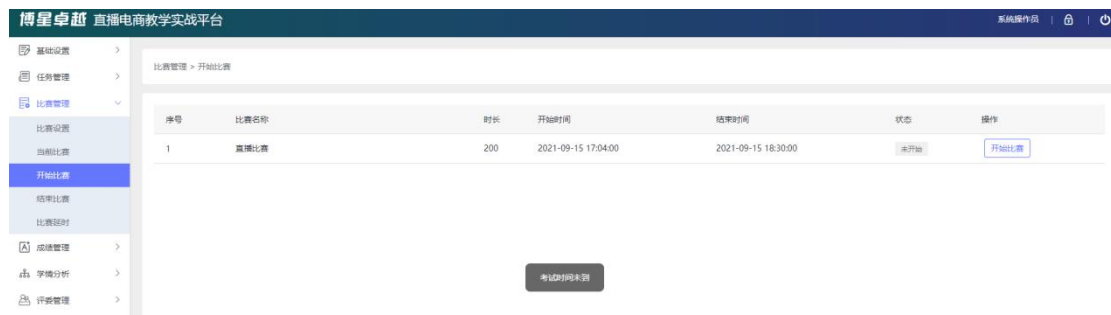 博星卓越 直播电商教学实战平台
系统操作员
基础设置
任务管理
比赛管理
比赛设置
当前比赛
开始比赛
结束比赛
比赛延时
成绩管理
学情分析
评委管理
比赛管理 > 开始比赛
序号 比赛名称 时长 开始时间 结束时间 状态 操作
1 直播比赛 200 2021-09-15 17:04:00 2021-09-15 18:30:00 未开始 开始比赛
考试时间未到